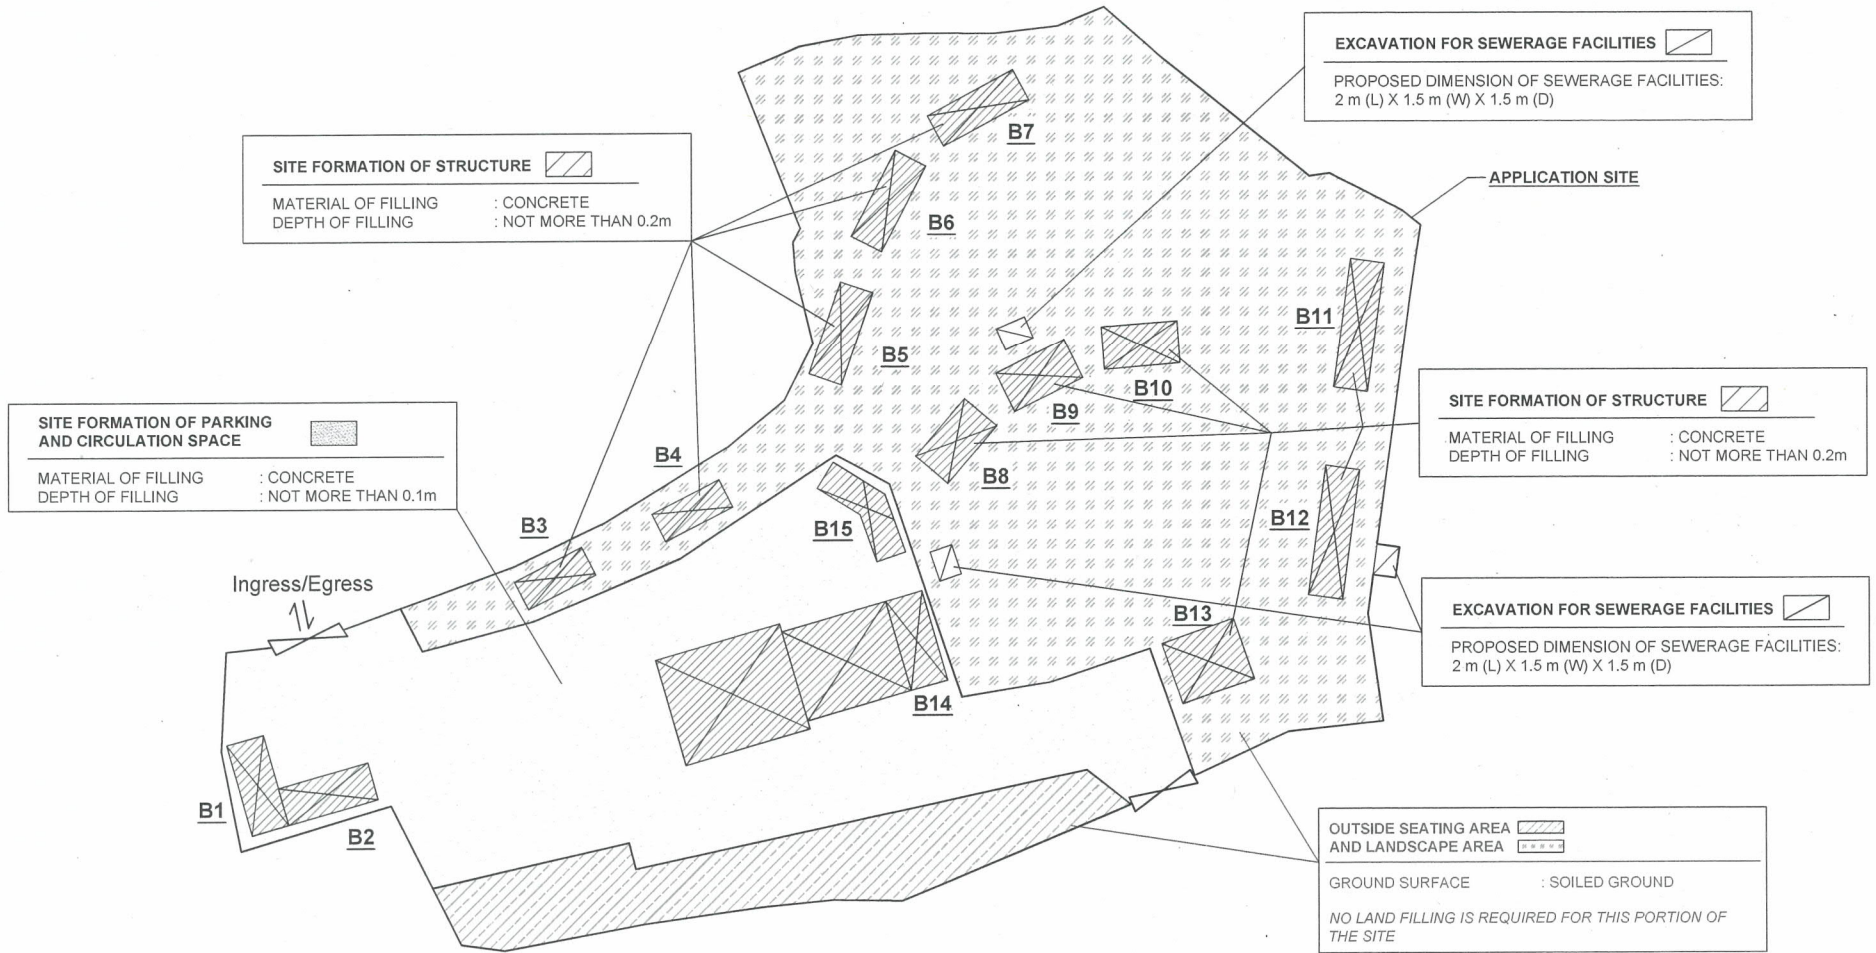 EXCAVATION FOR SEWERAGE FACILITIES
PROPOSED DIMENSION OF SEWERAGE FACILITIES:
2 m (L) X 1.5 m (W) X 1.5 m (D)
B7
SITE FORMATION OF STRUCTURE
MATERIAL OF FILLING : CONCRETE
DEPTH OF FILLING : NOT MORE THAN 0.2m
APPLICATION SITE
B6
B11
B5
B10
B9
SITE FORMATION OF STRUCTURE
MATERIAL OF FILLING : CONCRETE
DEPTH OF FILLING : NOT MORE THAN 0.2m
SITE FORMATION OF PARKING
AND CIRCULATION SPACE
MATERIAL OF FILLING : CONCRETE
DEPTH OF FILLING : NOT MORE THAN 0.1m
B4
B8
B3
B15
B12
Ingress/Egress
B13
EXCAVATION FOR SEWERAGE FACILITIES
PROPOSED DIMENSION OF SEWERAGE FACILITIES:
2 m (L) X 1.5 m (W) X 1.5 m (D)
B14
B1
B2
OUTSIDE SEATING AREA
AND LANDSCAPE AREA
GROUND SURFACE : SOILED GROUND
NO LAND FILLING IS REQUIRED FOR THIS PORTION OF
THE SITE